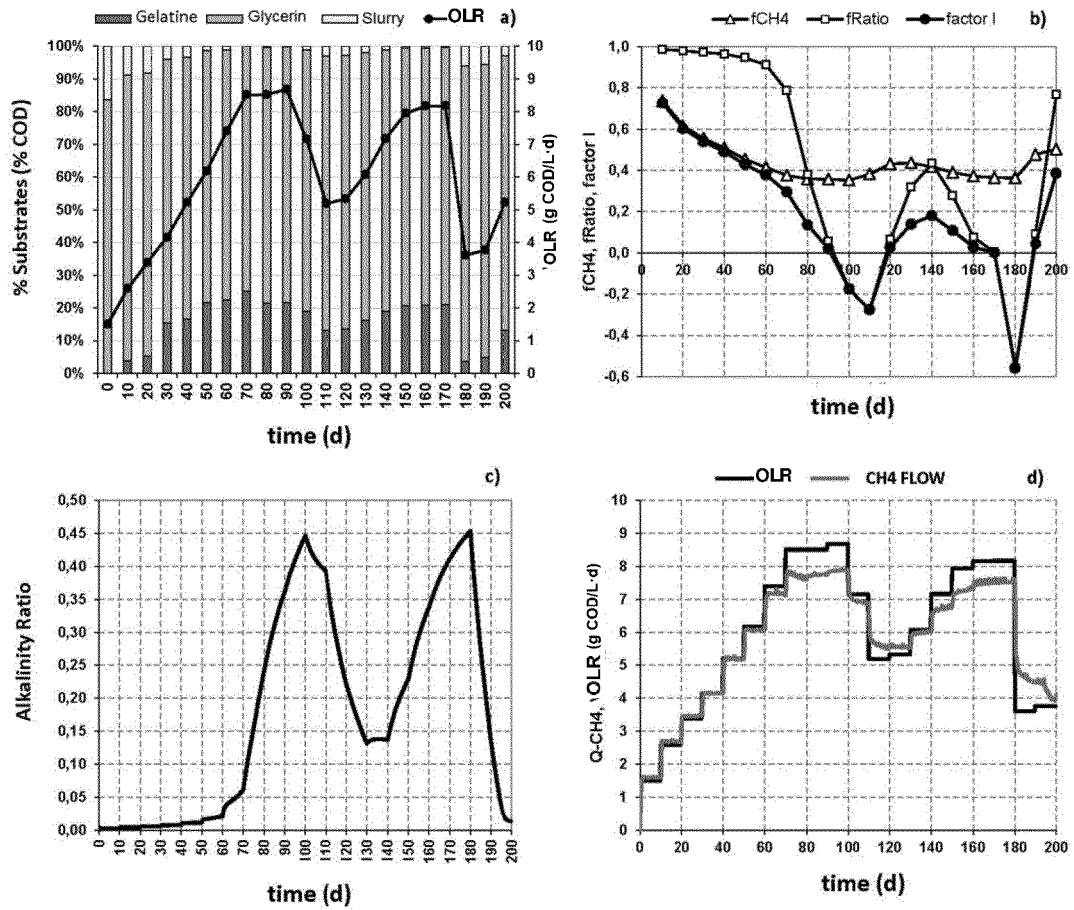 Gelatine Glycerin Slurry OLR a)
100%
90%
80%
70%
60%
50%
40%
30%
20%
10%
0%
% Substrates (% COD)
10
9
8
7
6
5
4
3
2
1
0
OLR (g COD/L·d)
0 10 20 30 40 50 60 70 80 90 100 110 120 130 140 150 160 170 180 190 200
time (d)
fCH4 fRatio factor I
b)
1,0
0,8
0,6
0,4
0,2
0,0
-0,2
-0,4
-0,6
fCH4, fRatio, factor I
0 20 40 60 80 100 120 140 160 180 200
time (d)
c)
0,50
0,45
0,40
0,35
0,30
0,25
0,20
0,15
0,10
0,05
0,00
Alkalinity Ratio
0 10 20 30 40 50 60 70 80 90 100 110 120 130 140 150 160 170 180 190 200
time (d)
OLR CH4 FLOW d)
10
9
8
7
6
5
4
3
2
1
0
Q-CH4, OLR (g COD/L·d)
0 20 40 60 80 100 120 140 160 180 200
time (d)